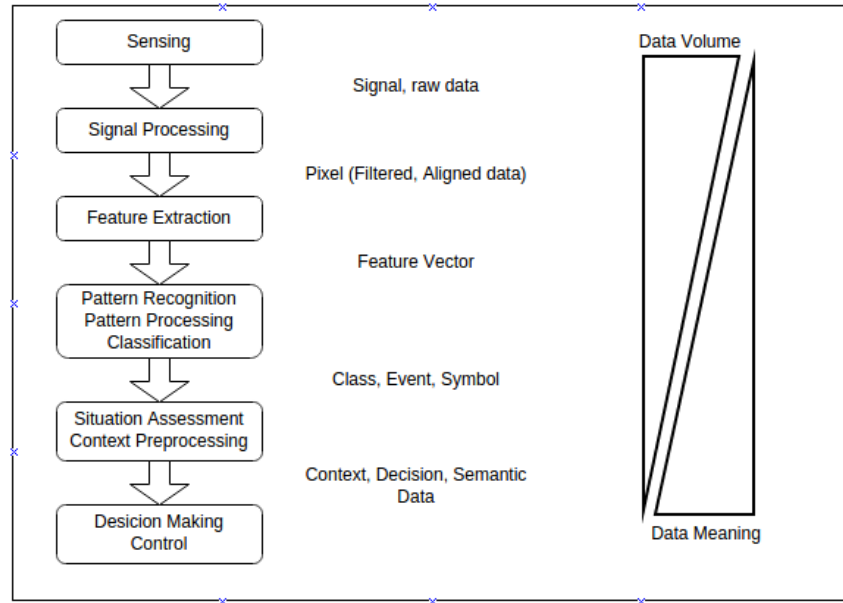 Sensing
Data Volume
Signal, raw data
Signal Processing
Pixel (Filtered, Aligned data)
Feature Extraction
Feature Vector
Pattern Recognition
Pattern Processing
Classification
Class, Event, Symbol
Situation Assessment
Context Preprocessing
Context, Decision, Semantic
Data
Desicion Making
Control
Data Meaning